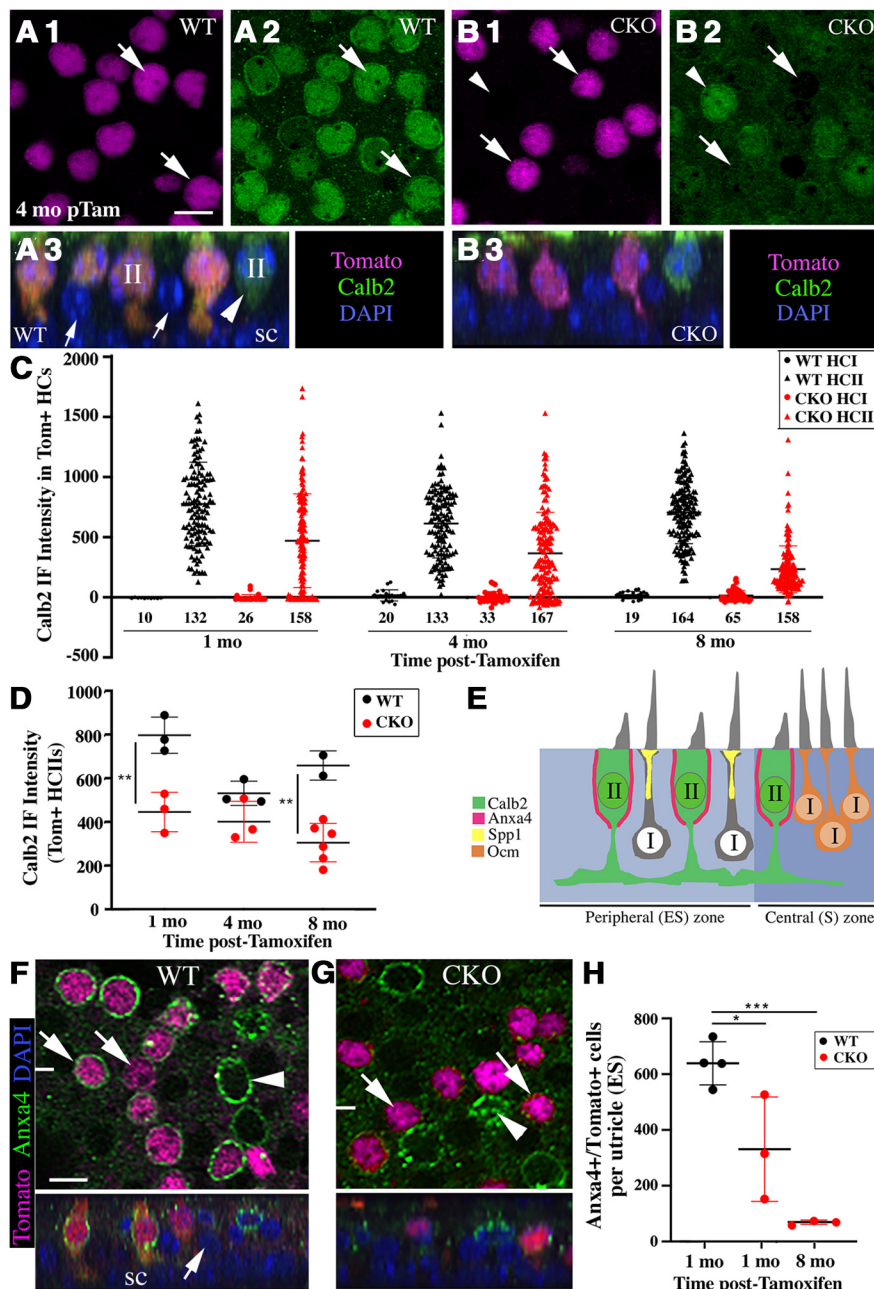 A1 WT
A2 WT
B1 CKO
B2 CKO
4 mo pTam
A3 II II
WT SC
Tomato
Calb2
DAPI
B3
CKO
Tomato
Calb2
DAPI
C
Calb2 IF Intensity in Tom+ HCs
2000
1500
1000
500
0
-500
WT HCI
WT HCII
CKO HCI
CKO HCII
10 132 26 158 20 133 33 167 19 164 65 158
1 mo 4 mo 8 mo
Time post-Tamoxifen
D
Calb2 IF Intensity
(Tom+ HCIIs)
1000
800
600
400
200
0
WT
CKO
**
**
1 mo 4 mo 8 mo
Time post-Tamoxifen
E
Calb2
Anxa4
Spp1
Ocm
II I II I II I I I
Peripheral (ES) zone Central (S) zone
F WT
G CKO
Tomato Anxa4 DAPI
SC
H
Anxa4+/Tomato+ cells
per utricle (ES)
800
600
400
200
0
***
*
WT
CKO
1 mo 1 mo 8 mo
Time post-Tamoxifen